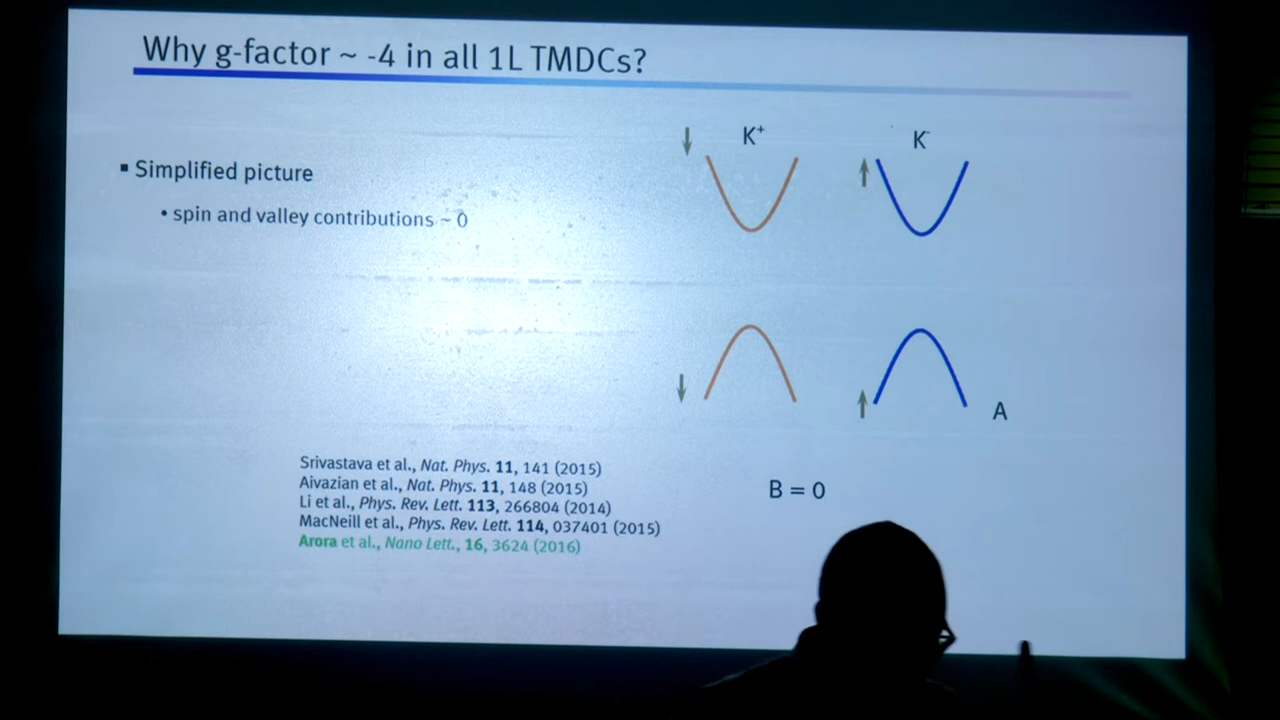 Why g-factor ~ -4 in all 1L TMDCs?
▪ Simplified picture
• spin and valley contributions ~ 0
K⁺
K⁻
A
B = 0
Srivastava et al., Nat. Phys. 11, 141 (2015)
Aivazian et al., Nat. Phys. 11, 148 (2015)
Li et al., Phys. Rev. Lett. 113, 266804 (2014)
MacNeill et al., Phys. Rev. Lett. 114, 037401 (2015)
Arora et al., Nano Lett., 16, 3624 (2016)